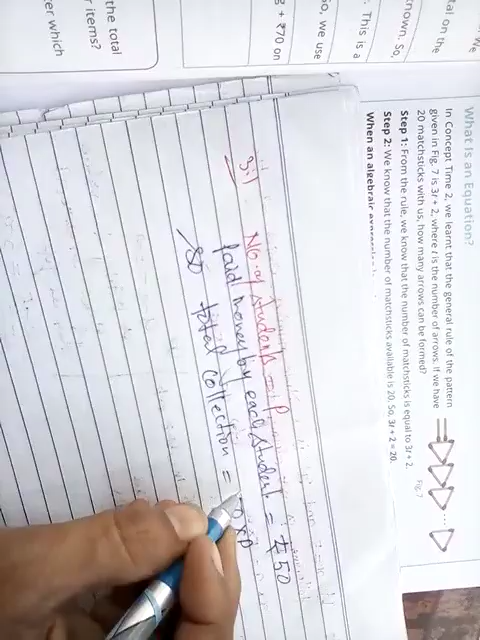 What Is an Equation?
In Concept Time 2, we learnt that the general rule of the pattern
given in Fig. 7 is 3t + 2, where t is the number of arrows. If we have
20 matchsticks with us, how many arrows can be formed?
Fig. 7
Step 1: From the rule, we know that the number of matchsticks is equal to 3t + 2.
Step 2: We know that the number of matchsticks available is 20. So, 3t + 2 = 20.
When an algebraic
We
tal on the
known. So,
. This is a
So, we use
+ ₹70 on
the total
items?
er which
3.)
No. of students = P
Paid money by each student = ₹50
So total collection =